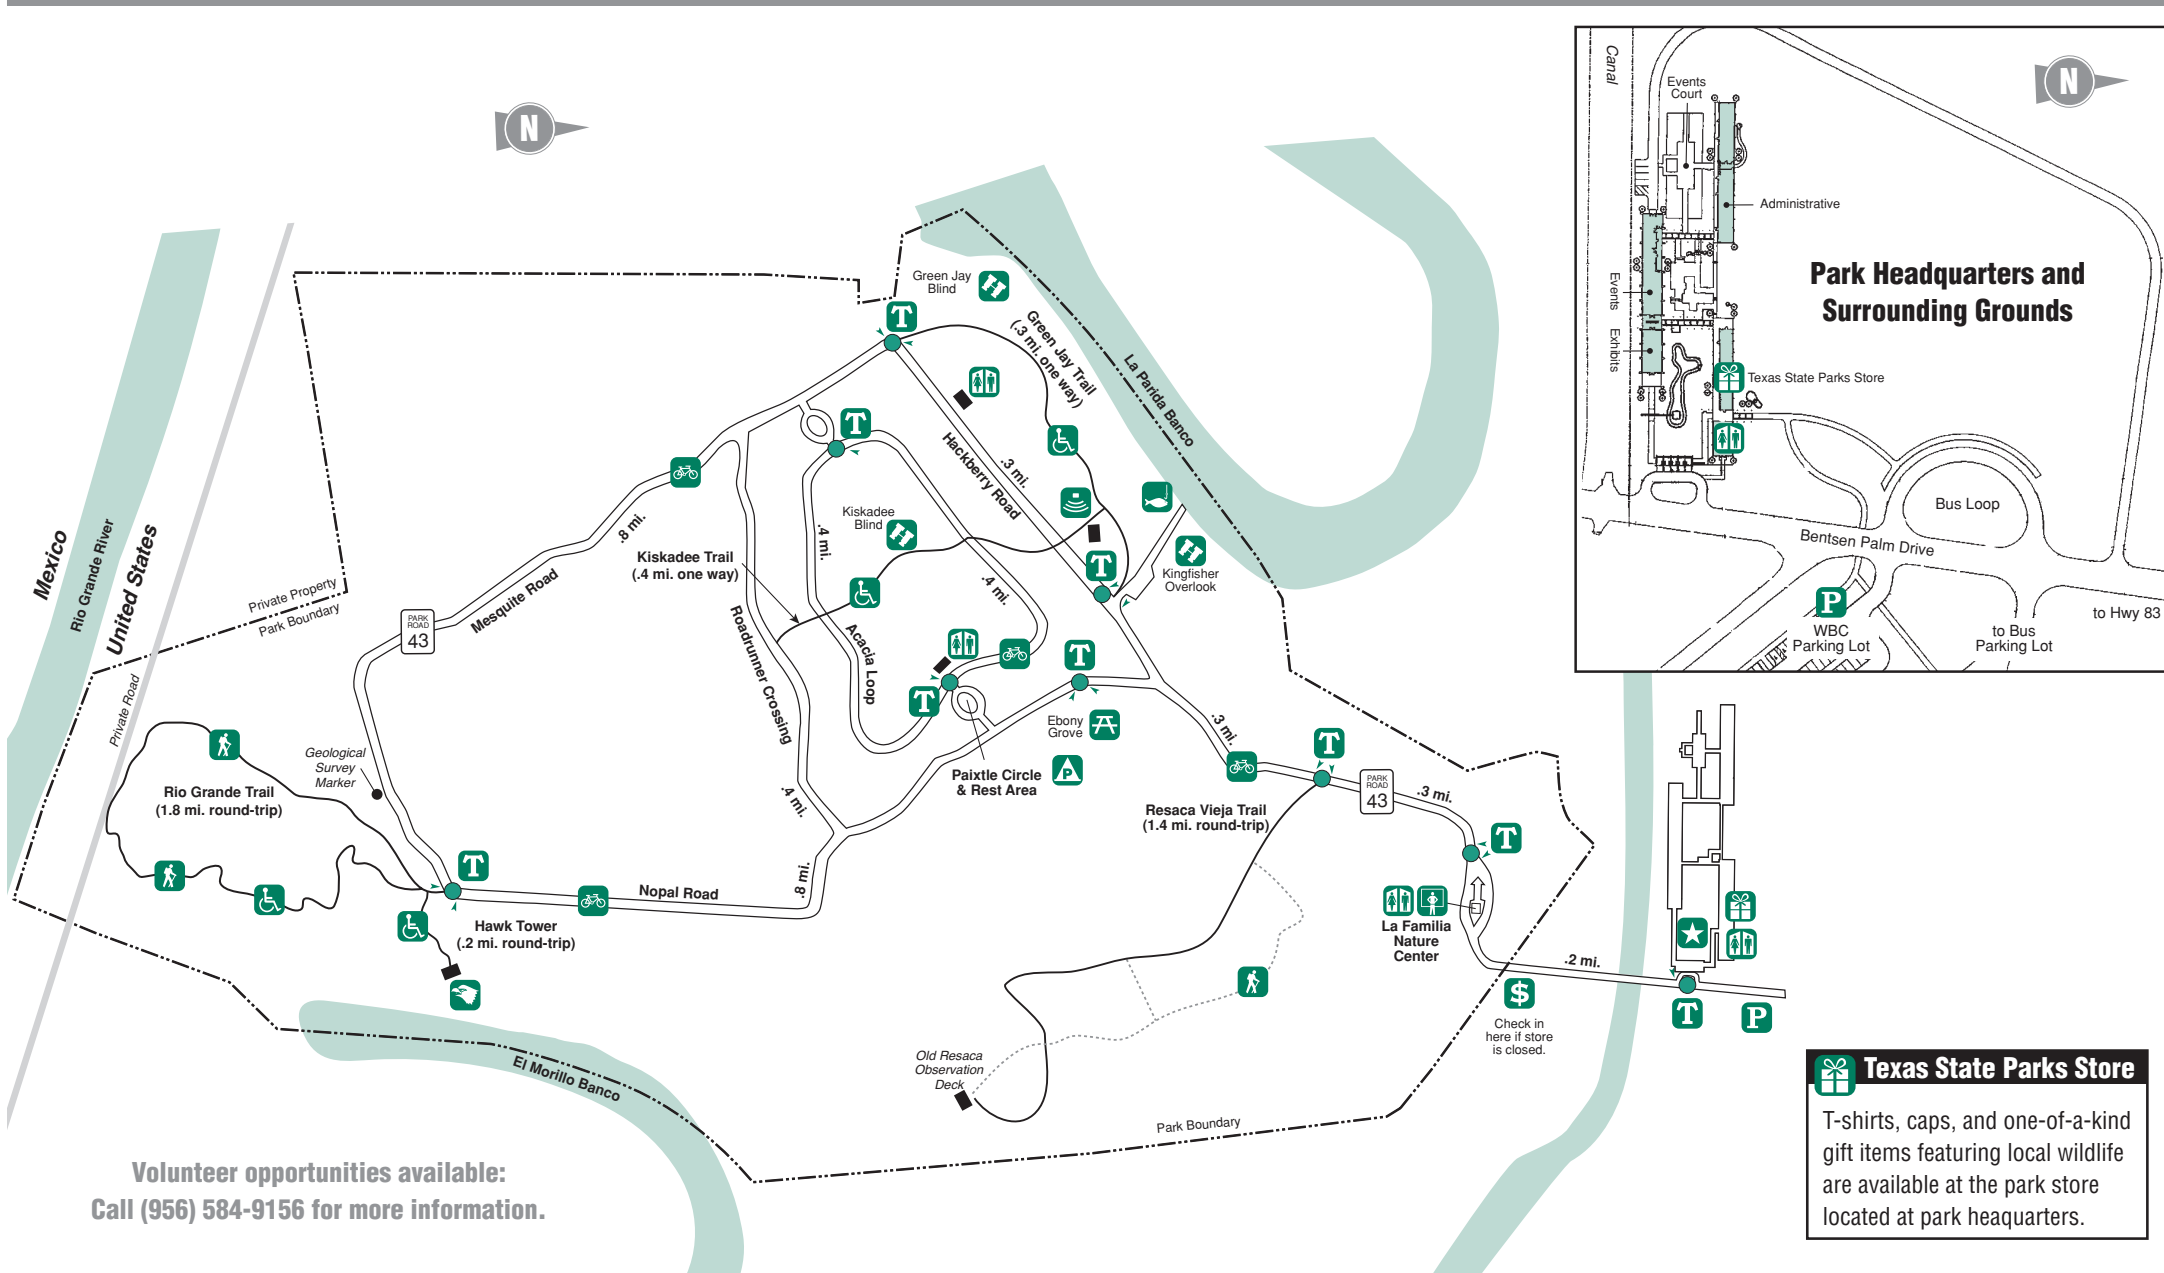 N
Canal
Events
Court
N
Administrative
Park Headquarters and
Surrounding Grounds
Events
Exhibits
Texas State Parks Store
Bus Loop
Bentsen Palm Drive
P
WBC
Parking Lot
to Bus
Parking Lot
to Hwy 83
Green Jay
Blind
T
Green Jay Trail
(.3 mi. one way)
La Parida Banco
T
Hackberry Road
.3 mi.
.8 mi.
.4 mi.
Kiskadee
Blind
Kiskadee Trail
(.4 mi. one way)
T
Kingfisher
Overlook
.4 mi.
Mexico
Rio Grande River
United States
Private Property
Park Boundary
PARK
ROAD
43
Mesquite Road
Roadrunner Crossing
Acacia Loop
T
T
Ebony
Grove
Private Road
Geological
Survey
Marker
Rio Grande Trail
(1.8 mi. round-trip)
.4 mi.
Paixtle Circle
& Rest Area
P
.3 mi.
T
PARK
ROAD
43
.3 mi.
Resaca Vieja Trail
(1.4 mi. round-trip)
T
T
Nopal Road
.8 mi.
Hawk Tower
(.2 mi. round-trip)
La Familia
Nature
Center
.2 mi.
$
Check in
here if store
is closed.
T
P
Old Resaca
Observation
Deck
El Morillo Banco
Park Boundary
Texas State Parks Store
T-shirts, caps, and one-of-a-kind
gift items featuring local wildlife
are available at the park store
located at park heaquarters.
Volunteer opportunities available:
Call (956) 584-9156 for more information.